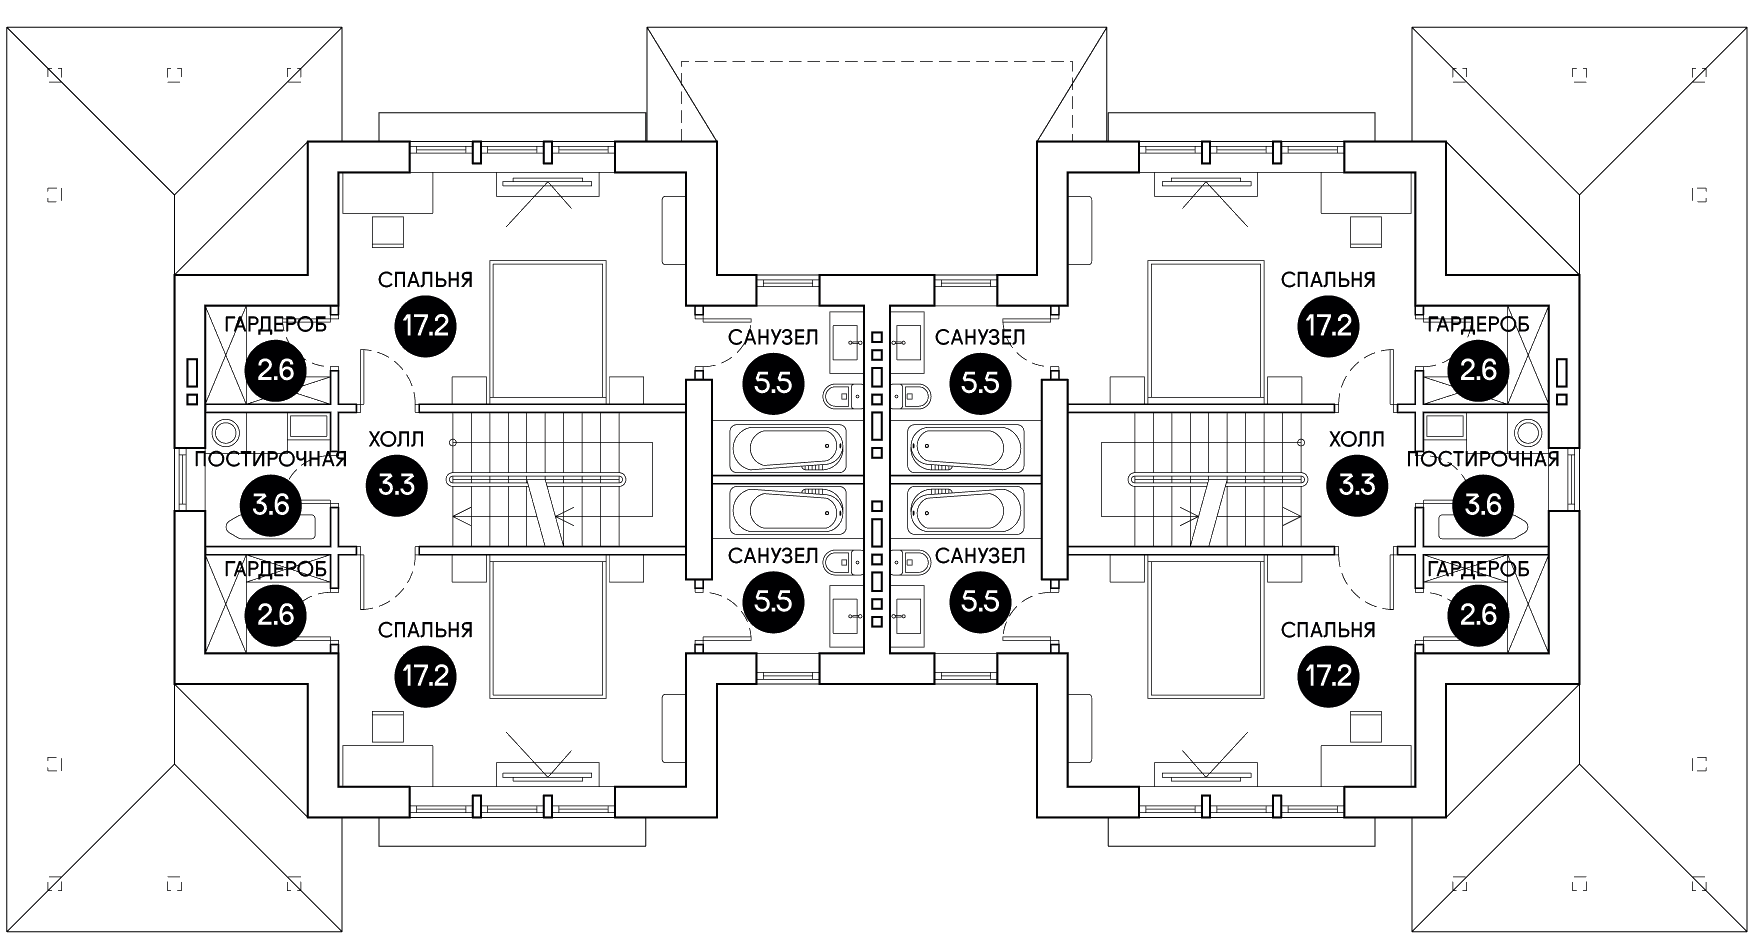 СПАЛЬНЯ
17.2
СПАЛЬНЯ
17.2
ГАРДЕРОБ
2.6
САНУЗЕЛ
5.5
САНУЗЕЛ
5.5
ГАРДЕРОБ
2.6
ХОЛЛ
3.3
ХОЛЛ
3.3
ПОСТИРОЧНАЯ
3.6
ПОСТИРОЧНАЯ
3.6
ГАРДЕРОБ
2.6
САНУЗЕЛ
5.5
САНУЗЕЛ
5.5
ГАРДЕРОБ
2.6
СПАЛЬНЯ
17.2
СПАЛЬНЯ
17.2